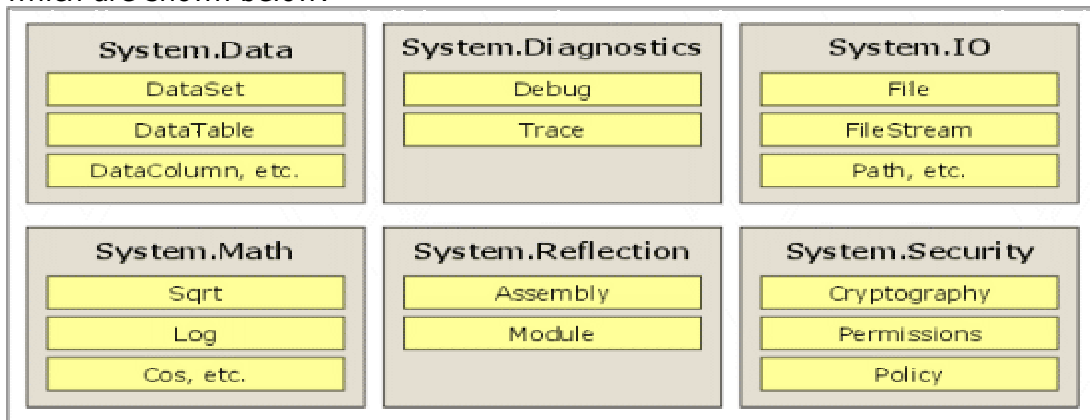 which are shown below:
System.Data
DataSet
DataTable
DataColumn, etc.
System.Diagnostics
Debug
Trace
System.IO
File
FileStream
Path, etc.
System.Math
Sqrt
Log
Cos, etc.
System.Reflection
Assembly
Module
System.Security
Cryptography
Permissions
Policy